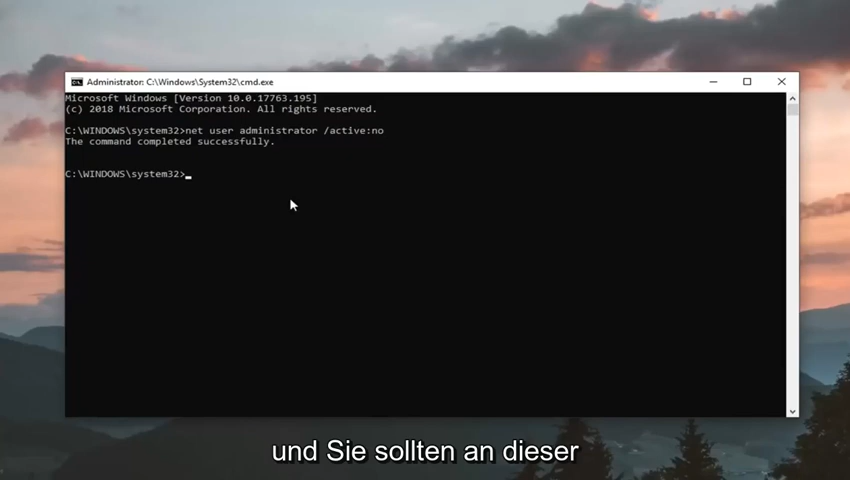 Administrator: C:\Windows\System32\cmd.exe
Microsoft Windows [Version 10.0.17763.195]
(c) 2018 Microsoft Corporation. All rights reserved.
C:\WINDOWS\system32>net user administrator /active:no
The command completed successfully.
C:\WINDOWS\system32>
und Sie sollten an dieser